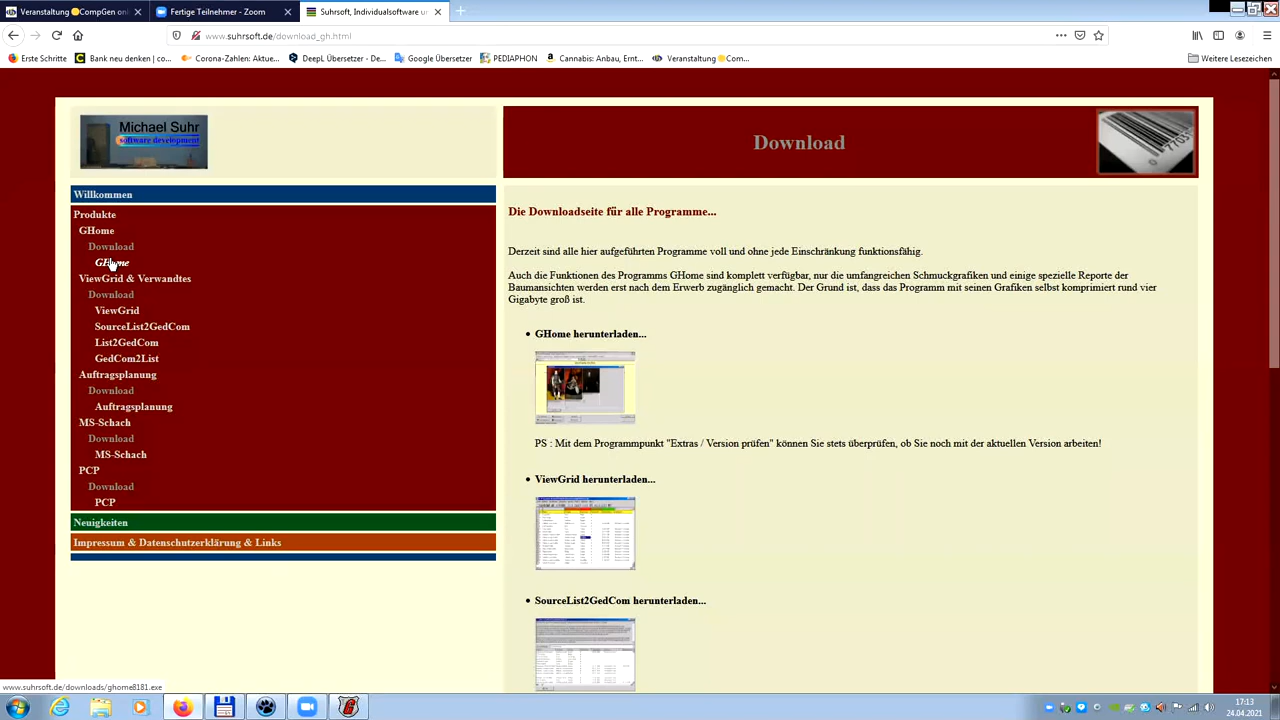 Veranstaltung CompGen onl
Fertige Teilnehmer - Zoom
Suhrsoft, Individualsoftware u
www.suhrsoft.de/download_gh.html
Erste Schritte
Bank neu denken | co...
Corona-Zahlen: Aktue...
DeepL Übersetzer - De...
Google Übersetzer
PEDIAPHON
Cannabis: Anbau, Ernt...
Veranstaltung Com...
Weitere Lesezeichen
Michael Suhr
software development
Download
Willkommen
Produkte
GHome
Download
GHome
ViewGrid & Verwandtes
Download
ViewGrid
SourceList2GedCom
List2GedCom
GedCom2List
Auftragsplanung
Download
Auftragsplanung
MS-Schach
Download
MS-Schach
PCP
Download
PCP
Neuigkeiten
Impressum & Datenschutzerklärung & Links
Die Downloadseite für alle Programme...
Derzeit sind alle hier aufgeführten Programme voll und ohne jede Einschränkung funktionsfähig.
Auch die Funktionen des Programms GHome sind komplett verfügbar, nur die umfangreichen Schmuckgrafiken und einige spezielle Reporte der
Baumansichten werden erst nach dem Erwerb zugänglich gemacht. Der Grund ist, dass das Programm mit seinen Grafiken selbst komprimiert rund vier
Gigabyte groß ist.
• GHome herunterladen...
PS : Mit dem Programmpunkt "Extras / Version prüfen" können Sie stets überprüfen, ob Sie noch mit der aktuellen Version arbeiten!
• ViewGrid herunterladen...
• SourceList2GedCom herunterladen...
www.suhrsoft.de/downloads/ghome8181.exe
17:13
24.04.2021